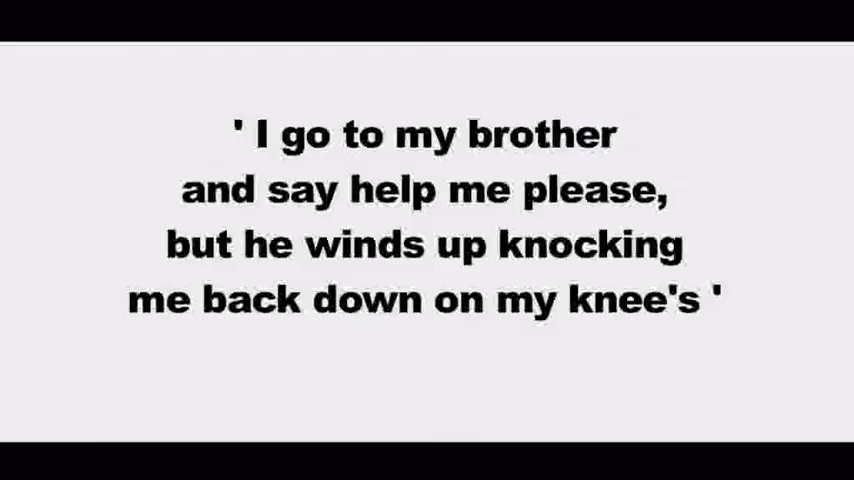 ' I go to my brother
and say help me please,
but he winds up knocking
me back down on my knee's '